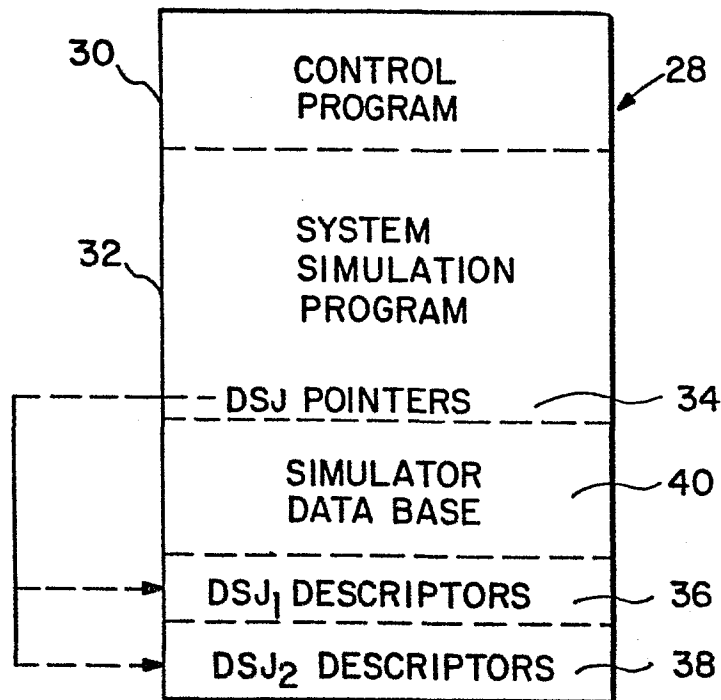 30
CONTROL
PROGRAM
28
32
SYSTEM
SIMULATION
PROGRAM
DSJ POINTERS
34
SIMULATOR
DATA BASE
40
DSJ₁ DESCRIPTORS
36
DSJ₂ DESCRIPTORS
38